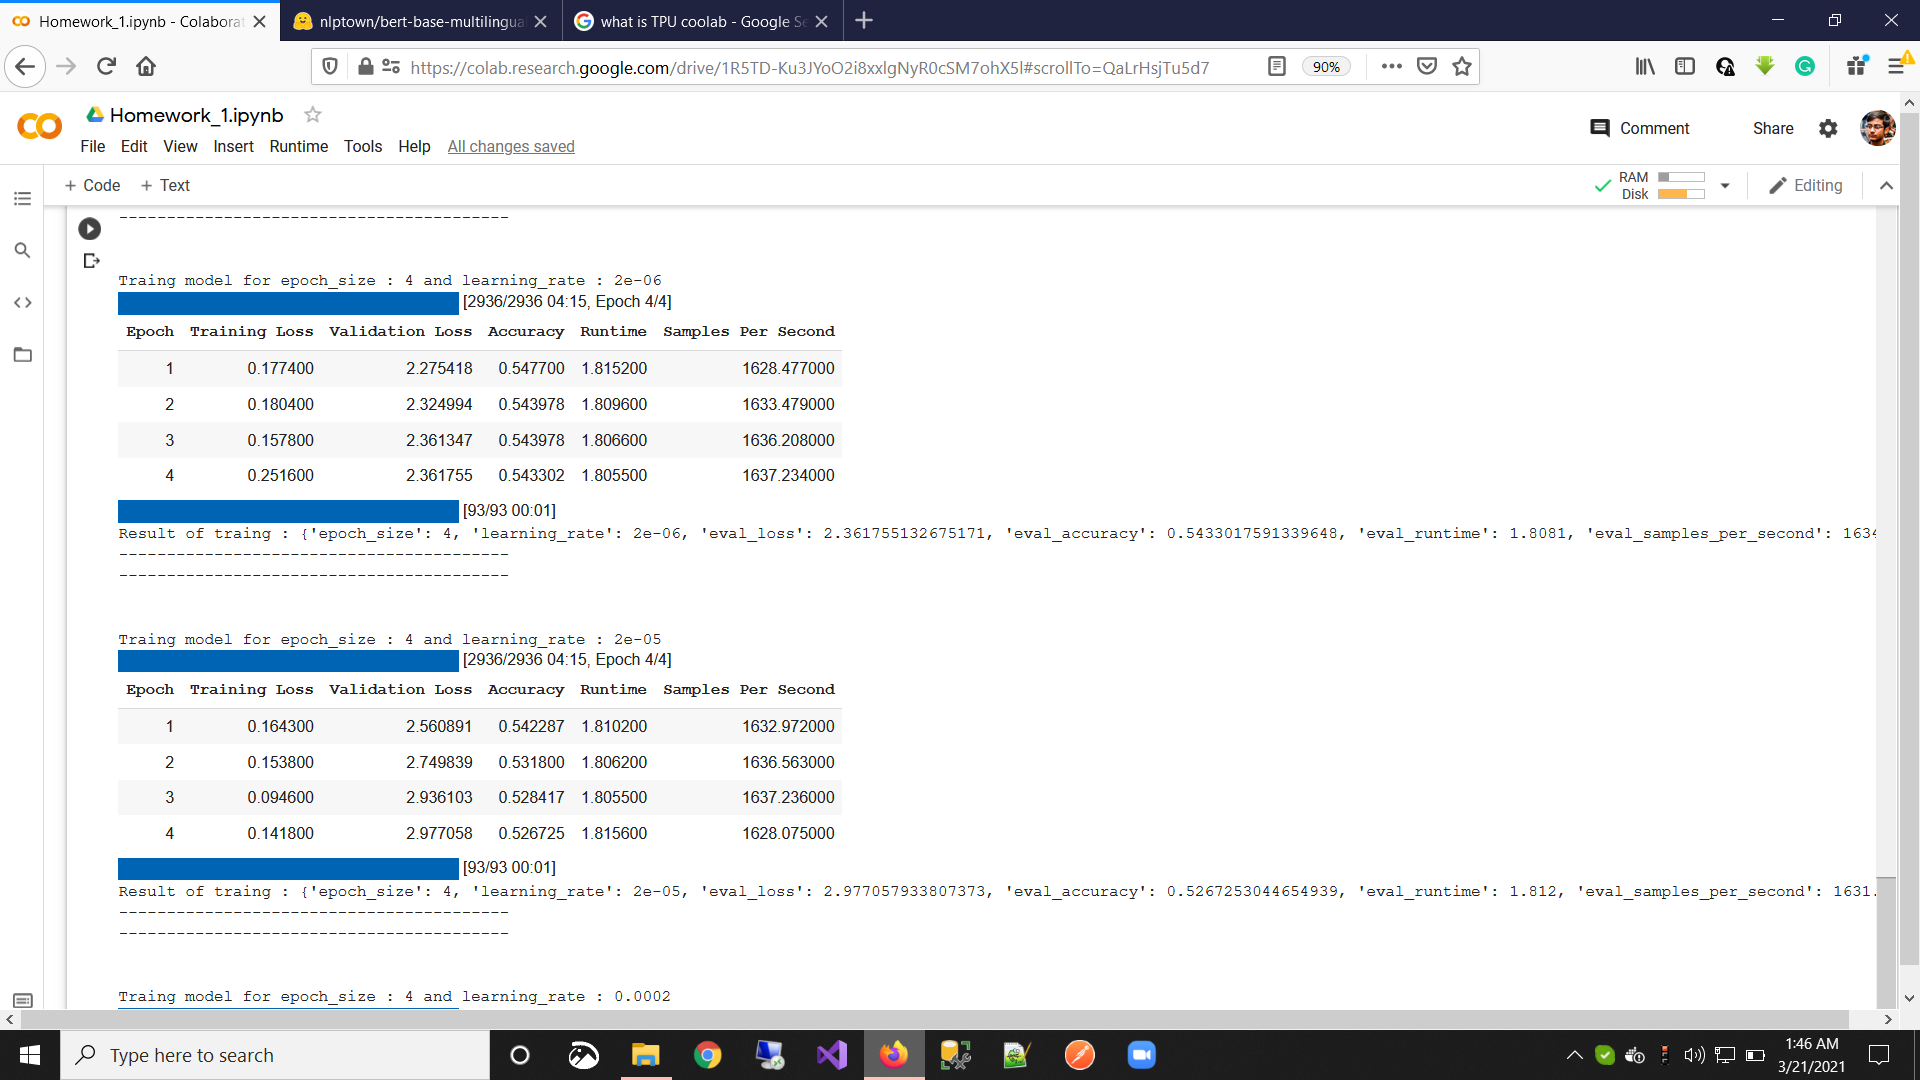 Homework_1.ipynb - Colaborat
nlptown/bert-base-multilingua
what is TPU coolab - Google Se
https://colab.research.google.com/drive/1R5TD-Ku3JYoO2i8xxlgNyR0cSM7ohX5l#scrollTo=QaLrHsjTu5d7
90%
Homework_1.ipynb
Comment
Share
File Edit View Insert Runtime Tools Help All changes saved
+ Code + Text
RAM
Disk
Editing
----------------------------------------
Traing model for epoch_size : 4 and learning_rate : 2e-06
[2936/2936 04:15, Epoch 4/4]
Epoch Training Loss Validation Loss Accuracy Runtime Samples Per Second
1 0.177400 2.275418 0.547700 1.815200 1628.477000
2 0.180400 2.324994 0.543978 1.809600 1633.479000
3 0.157800 2.361347 0.543978 1.806600 1636.208000
4 0.251600 2.361755 0.543302 1.805500 1637.234000
[93/93 00:01]
Result of traing : {'epoch_size': 4, 'learning_rate': 2e-06, 'eval_loss': 2.361755132675171, 'eval_accuracy': 0.5433017591339648, 'eval_runtime': 1.8081, 'eval_samples_per_second': 1634
----------------------------------------
----------------------------------------
Traing model for epoch_size : 4 and learning_rate : 2e-05
[2936/2936 04:15, Epoch 4/4]
Epoch Training Loss Validation Loss Accuracy Runtime Samples Per Second
1 0.164300 2.560891 0.542287 1.810200 1632.972000
2 0.153800 2.749839 0.531800 1.806200 1636.563000
3 0.094600 2.936103 0.528417 1.805500 1637.236000
4 0.141800 2.977058 0.526725 1.815600 1628.075000
[93/93 00:01]
Result of traing : {'epoch_size': 4, 'learning_rate': 2e-05, 'eval_loss': 2.977057933807373, 'eval_accuracy': 0.5267253044654939, 'eval_runtime': 1.812, 'eval_samples_per_second': 1631.
----------------------------------------
----------------------------------------
Traing model for epoch_size : 4 and learning_rate : 0.0002
Type here to search
1:46 AM
3/21/2021